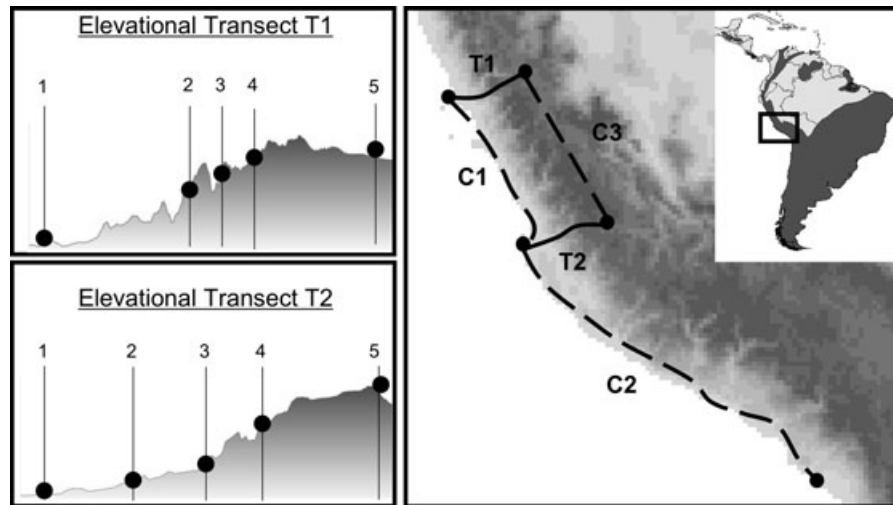 Elevational Transect T1
1 2 3 4 5
Elevational Transect T2
1 2 3 4 5
T1
C3
C1
T2
C2